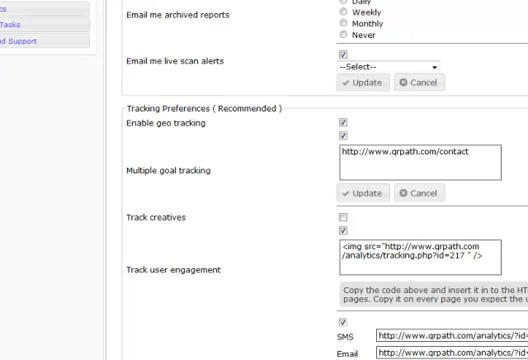 Daily
Weekly
Email me archived reports
Monthly
Never
cs
Tasks
nd Support
Email me live scan alerts
--Select--
Update Cancel
Tracking Preferences ( Recommended )
Enable geo tracking
http://www.qrpath.com/contact
Multiple goal tracking
Update Cancel
Track creatives
<img src="http://www.qrpath.com
/analytics/tracking.php?id=217 " />
Track user engagement
Copy the code above and insert it in to the HT
pages. Copy it on every page you expect the u
SMS http://www.qrpath.com/analytics/?id=
Email http://www.qrpath.com/analytics/?id=